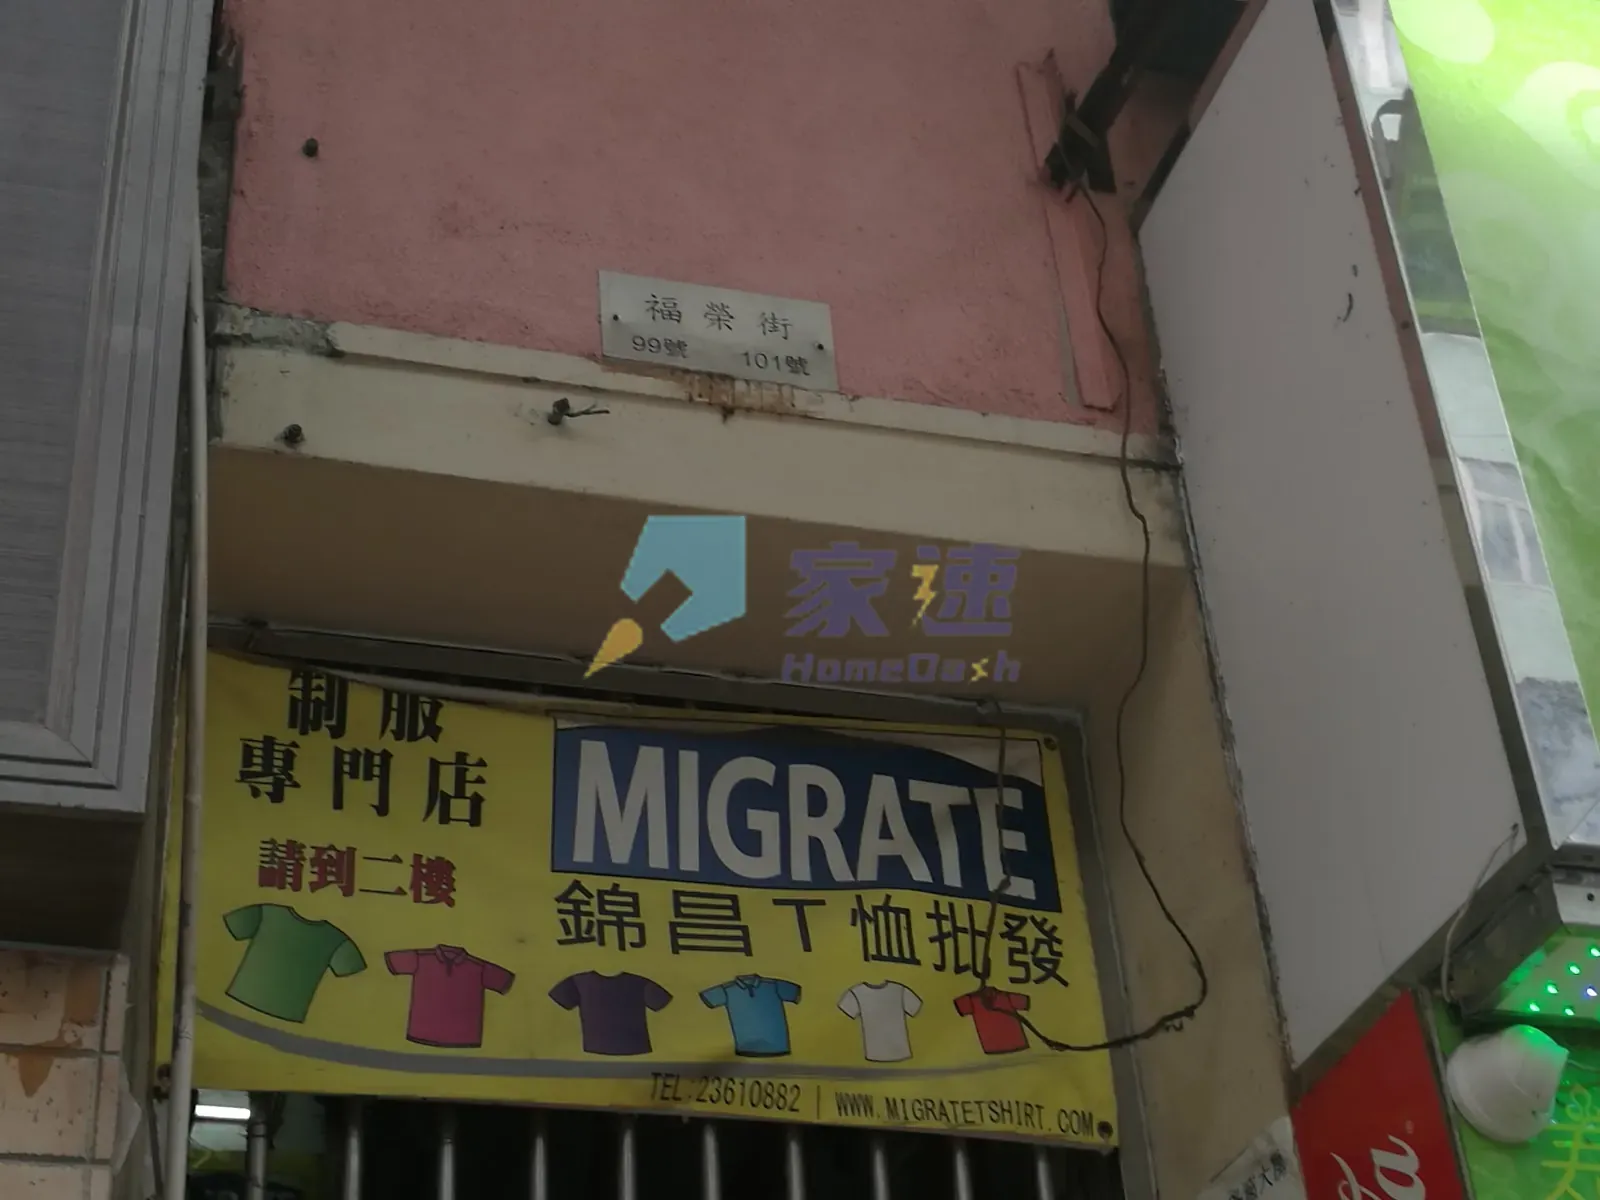 福榮街
99號 101號
家速
HomeDash
制服
專門店
請到二樓
MIGRATE
錦昌T恤批發
TEL:23610882 | WWW.MIGRATETSHIRT.COM